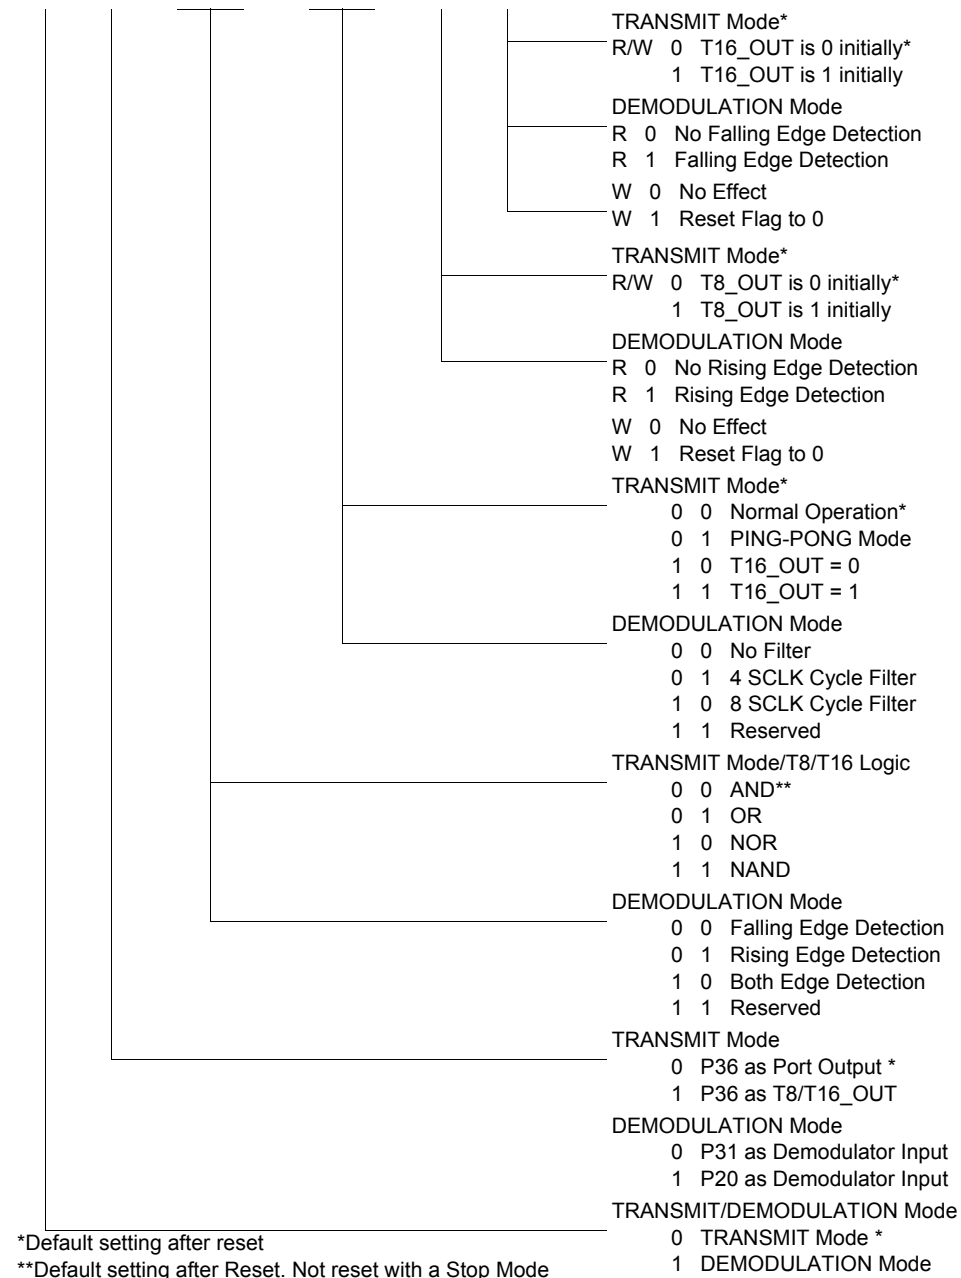 TRANSMIT Mode*
R/W 0 T16_OUT is 0 initially*
1 T16_OUT is 1 initially
DEMODULATION Mode
R 0 No Falling Edge Detection
R 1 Falling Edge Detection
W 0 No Effect
W 1 Reset Flag to 0
TRANSMIT Mode*
R/W 0 T8_OUT is 0 initially*
1 T8_OUT is 1 initially
DEMODULATION Mode
R 0 No Rising Edge Detection
R 1 Rising Edge Detection
W 0 No Effect
W 1 Reset Flag to 0
TRANSMIT Mode*
0 0 Normal Operation*
0 1 PING-PONG Mode
1 0 T16_OUT = 0
1 1 T16_OUT = 1
DEMODULATION Mode
0 0 No Filter
0 1 4 SCLK Cycle Filter
1 0 8 SCLK Cycle Filter
1 1 Reserved
TRANSMIT Mode/T8/T16 Logic
0 0 AND**
0 1 OR
1 0 NOR
1 1 NAND
DEMODULATION Mode
0 0 Falling Edge Detection
0 1 Rising Edge Detection
1 0 Both Edge Detection
1 1 Reserved
TRANSMIT Mode
0 P36 as Port Output *
1 P36 as T8/T16_OUT
DEMODULATION Mode
0 P31 as Demodulator Input
1 P20 as Demodulator Input
TRANSMIT/DEMODULATION Mode
0 TRANSMIT Mode *
1 DEMODULATION Mode
*Default setting after reset
**Default setting after Reset. Not reset with a Stop Mode